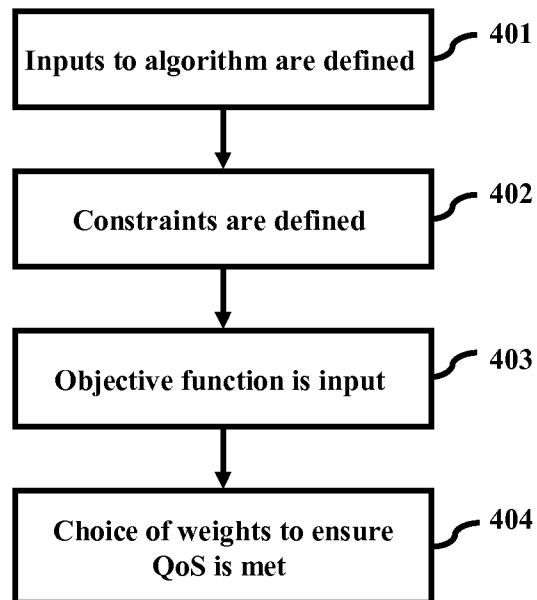 Inputs to algorithm are defined
401
Constraints are defined
402
Objective function is input
403
Choice of weights to ensure
QoS is met
404